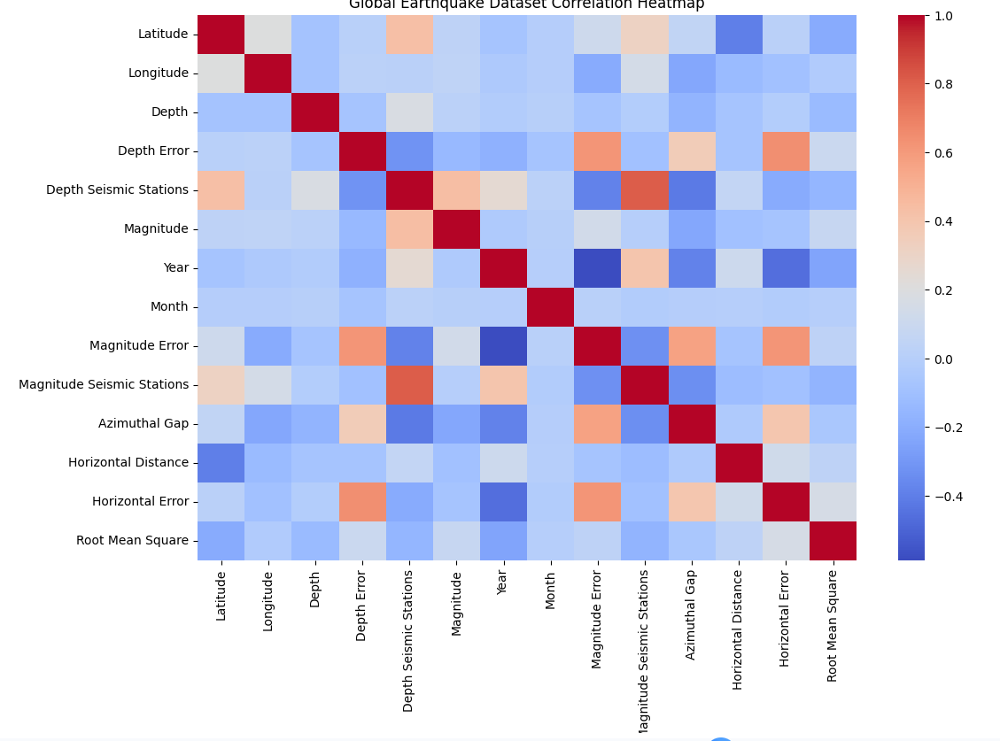 Global Earthquake Dataset Correlation Heatmap
Latitude
Longitude
Depth
Depth Error
Depth Seismic Stations
Magnitude
Year
Month
Magnitude Error
Magnitude Seismic Stations
Azimuthal Gap
Horizontal Distance
Horizontal Error
Root Mean Square
1.0
0.8
0.6
0.4
0.2
0.0
−0.2
−0.4
Latitude
Longitude
Depth
Depth Error
Depth Seismic Stations
Magnitude
Year
Month
Magnitude Error
Magnitude Seismic Stations
Azimuthal Gap
Horizontal Distance
Horizontal Error
Root Mean Square